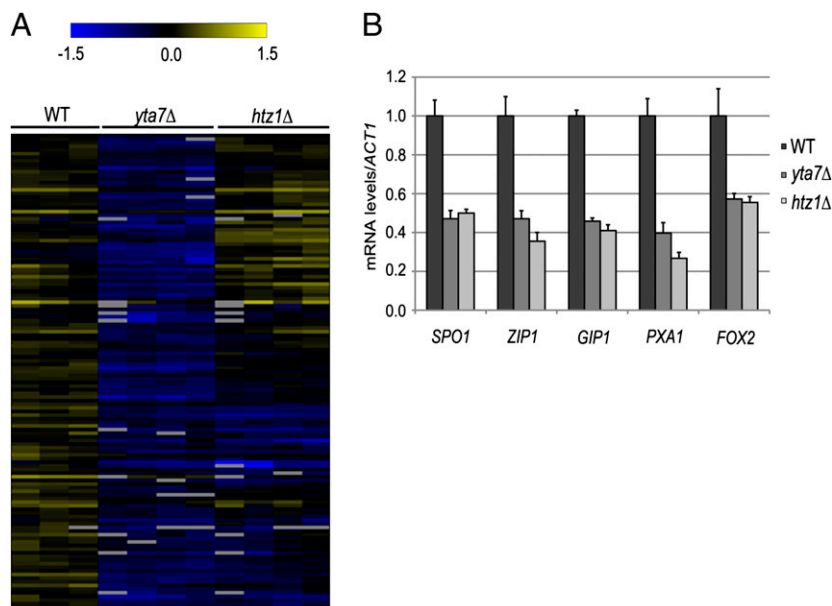 A
-1.5
0.0
1.5
WT
yta7Δ
htz1Δ
B
mRNA levels/ACT1
1.2
1.0
0.8
0.6
0.4
0.2
0.0
SPO1
ZIP1
GIP1
PXA1
FOX2
WT
yta7Δ
htz1Δ